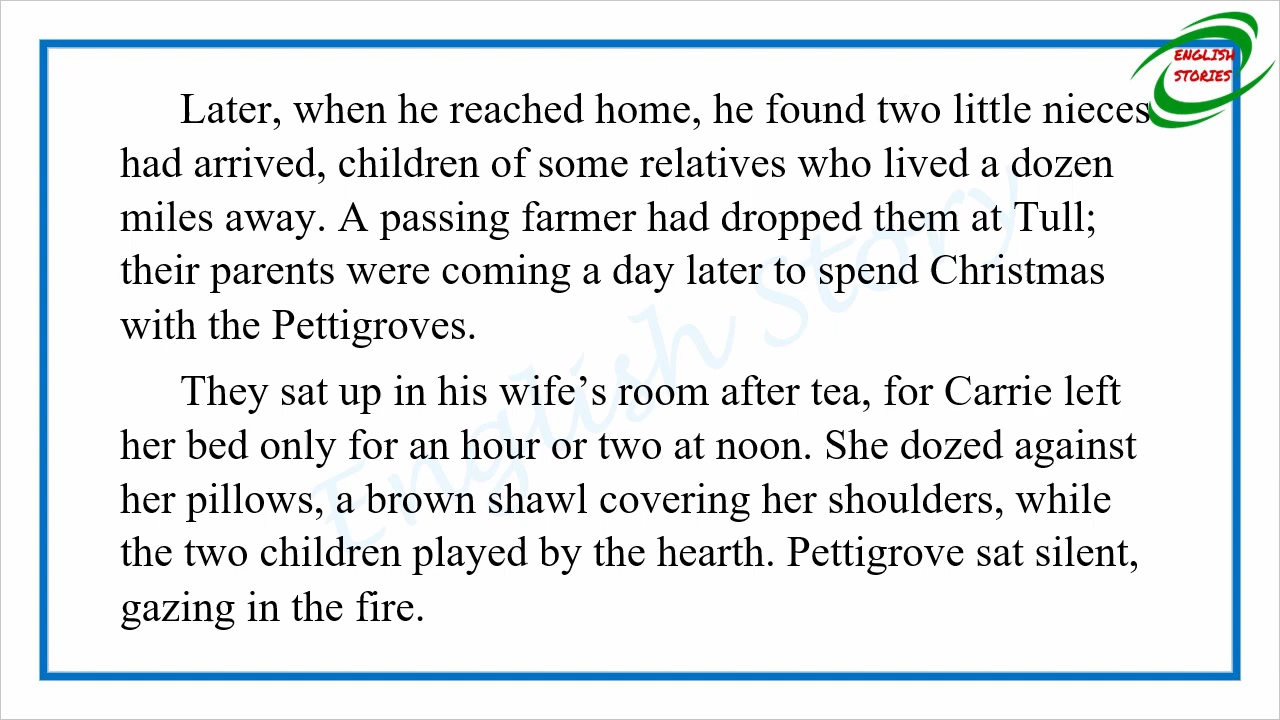 ENGLISH
STORIES
Later, when he reached home, he found two little nieces
had arrived, children of some relatives who lived a dozen
miles away. A passing farmer had dropped them at Tull;
their parents were coming a day later to spend Christmas
with the Pettigroves.
They sat up in his wife’s room after tea, for Carrie left
her bed only for an hour or two at noon. She dozed against
her pillows, a brown shawl covering her shoulders, while
the two children played by the hearth. Pettigrove sat silent,
gazing in the fire.
English Story